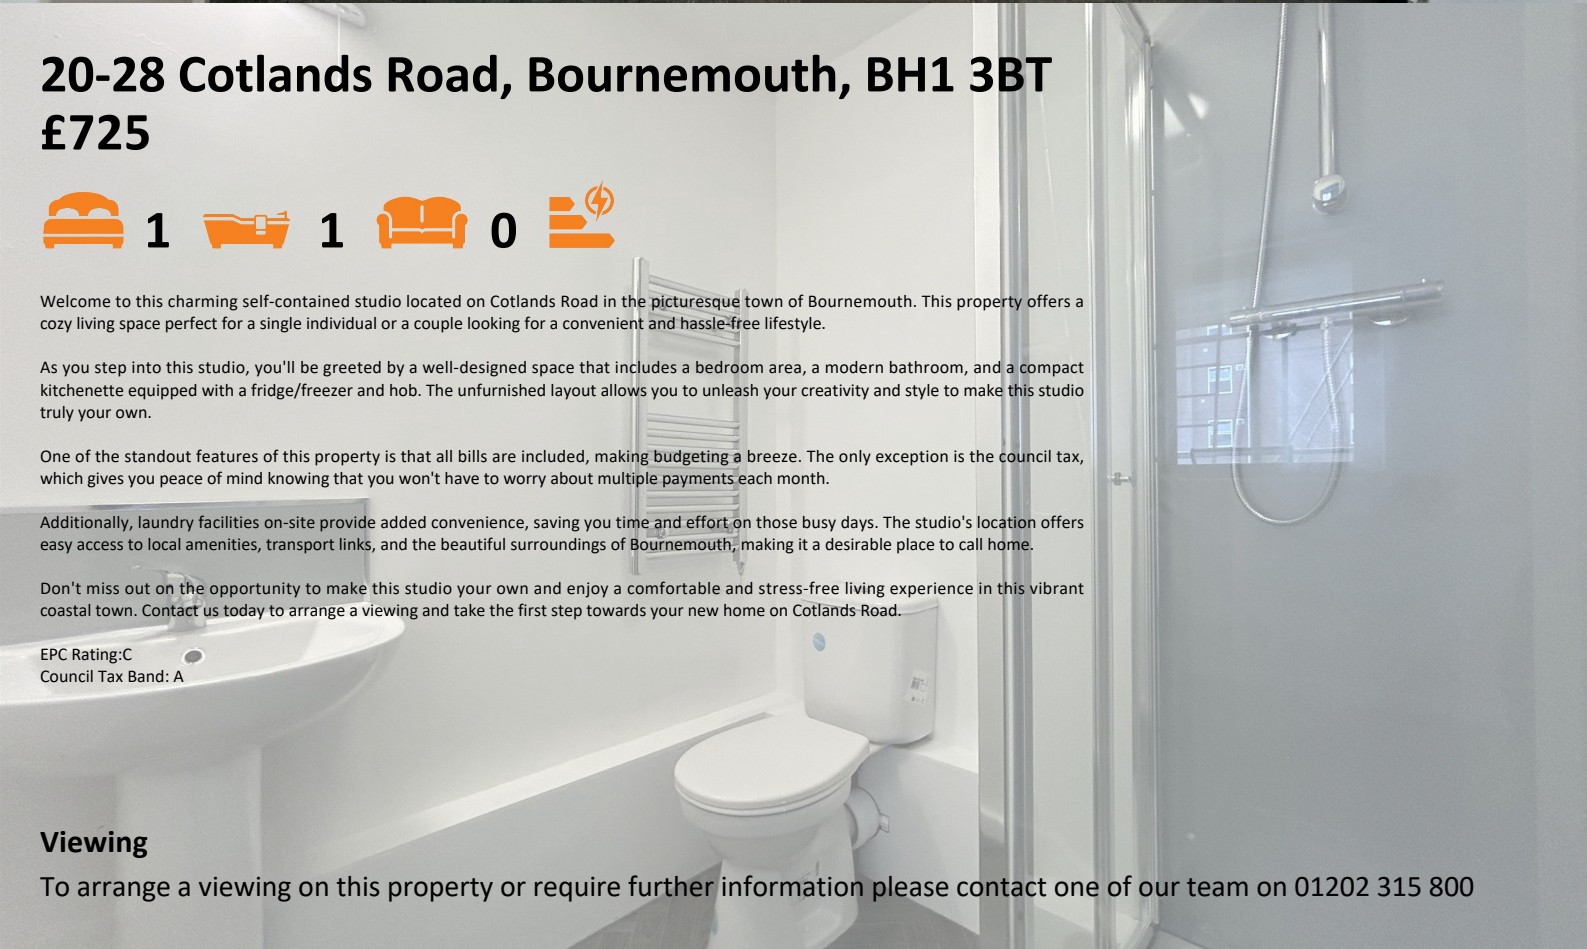 20-28 Cotlands Road, Bournemouth, BH1 3BT
£725
1 1 0
Welcome to this charming self-contained studio located on Cotlands Road in the picturesque town of Bournemouth. This property offers a
cozy living space perfect for a single individual or a couple looking for a convenient and hassle-free lifestyle.
As you step into this studio, you'll be greeted by a well-designed space that includes a bedroom area, a modern bathroom, and a compact
kitchenette equipped with a fridge/freezer and hob. The unfurnished layout allows you to unleash your creativity and style to make this studio
truly your own.
One of the standout features of this property is that all bills are included, making budgeting a breeze. The only exception is the council tax,
which gives you peace of mind knowing that you won't have to worry about multiple payments each month.
Additionally, laundry facilities on-site provide added convenience, saving you time and effort on those busy days. The studio's location offers
easy access to local amenities, transport links, and the beautiful surroundings of Bournemouth, making it a desirable place to call home.
Don't miss out on the opportunity to make this studio your own and enjoy a comfortable and stress-free living experience in this vibrant
coastal town. Contact us today to arrange a viewing and take the first step towards your new home on Cotlands Road.
EPC Rating:C
Council Tax Band: A
Viewing
To arrange a viewing on this property or require further information please contact one of our team on 01202 315 800